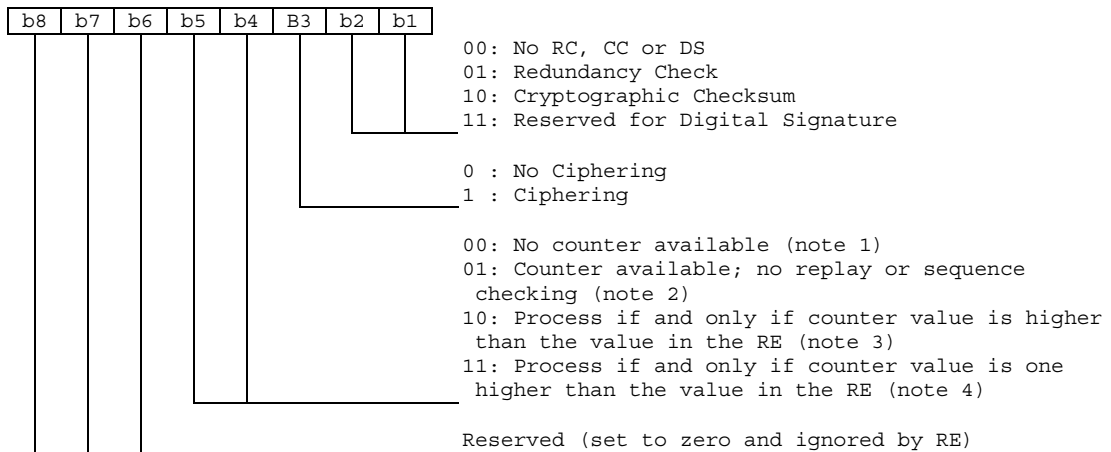 b8 b7 b6 b5 b4 B3 b2 b1
00: No RC, CC or DS
01: Redundancy Check
10: Cryptographic Checksum
11: Reserved for Digital Signature
0 : No Ciphering
1 : Ciphering
00: No counter available (note 1)
01: Counter available; no replay or sequence
checking (note 2)
10: Process if and only if counter value is higher
than the value in the RE (note 3)
11: Process if and only if counter value is one
higher than the value in the RE (note 4)
Reserved (set to zero and ignored by RE)